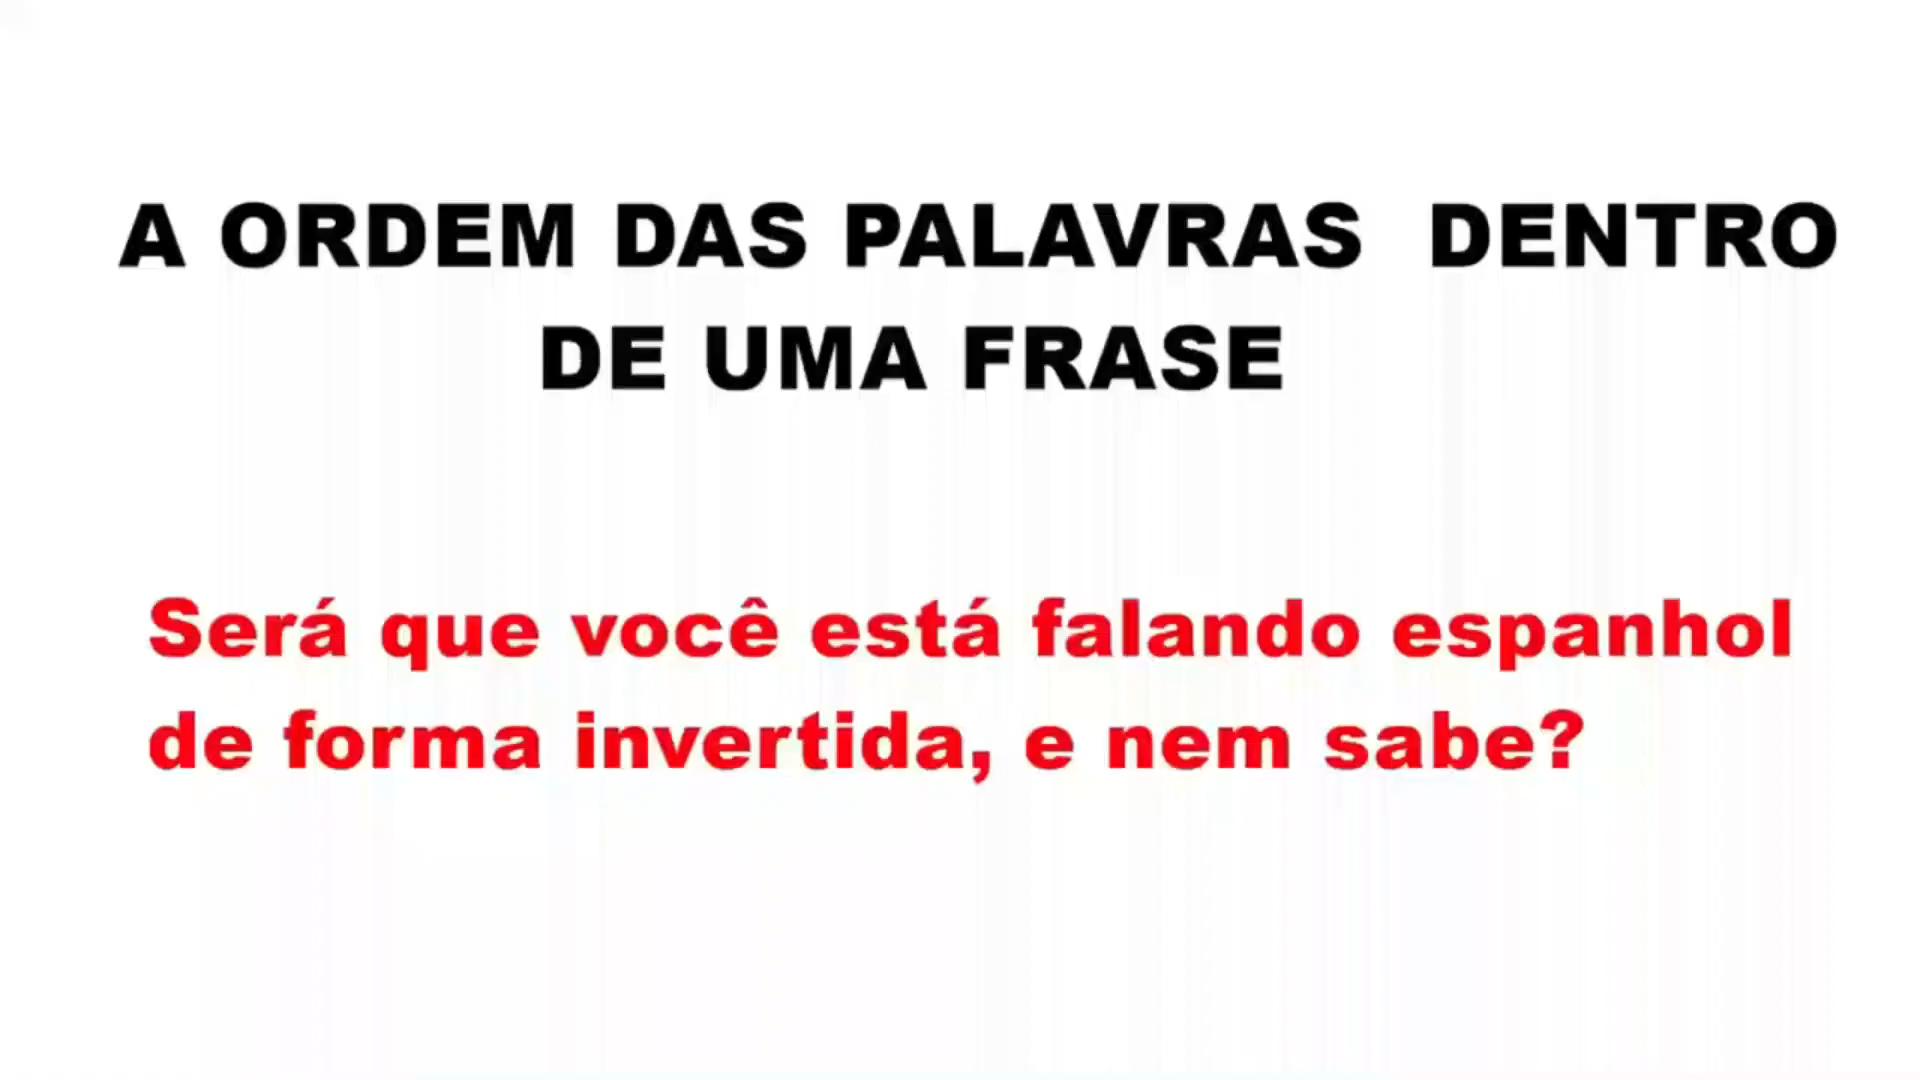 A ORDEM DAS PALAVRAS DENTRO
DE UMA FRASE
Será que você está falando espanhol
de forma invertida, e nem sabe?